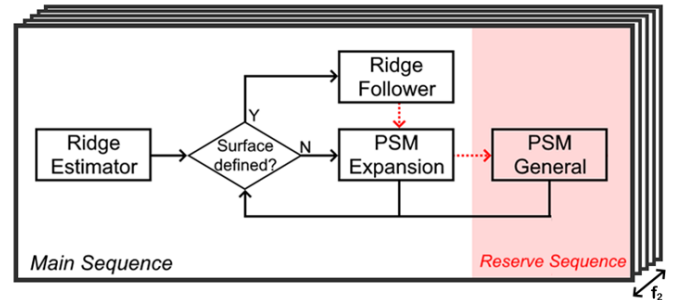 Ridge
Follower
Y
Ridge
Estimator
Surface
defined?
N
PSM
Expansion
PSM
General
Main Sequence
Reserve Sequence
f₂